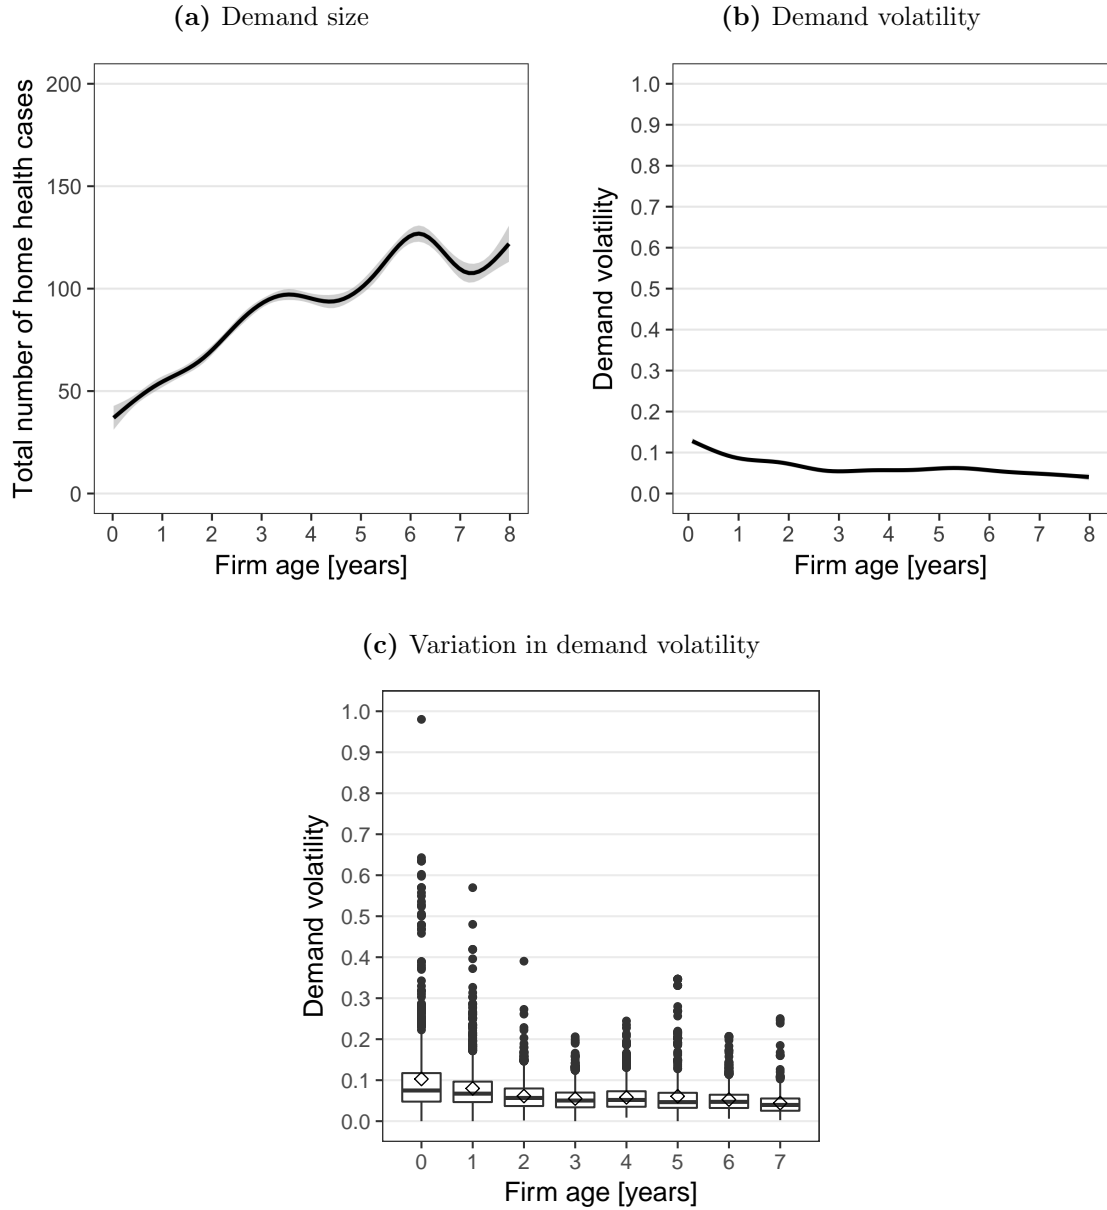 (a) Demand size
Total number of home health cases
200
150
100
50
0
0 1 2 3 4 5 6 7 8
Firm age [years]
(b) Demand volatility
Demand volatility
1.0
0.9
0.8
0.7
0.6
0.5
0.4
0.3
0.2
0.1
0.0
0 1 2 3 4 5 6 7 8
Firm age [years]
(c) Variation in demand volatility
Demand volatility
1.0
0.9
0.8
0.7
0.6
0.5
0.4
0.3
0.2
0.1
0.0
0 1 2 3 4 5 6 7
Firm age [years]